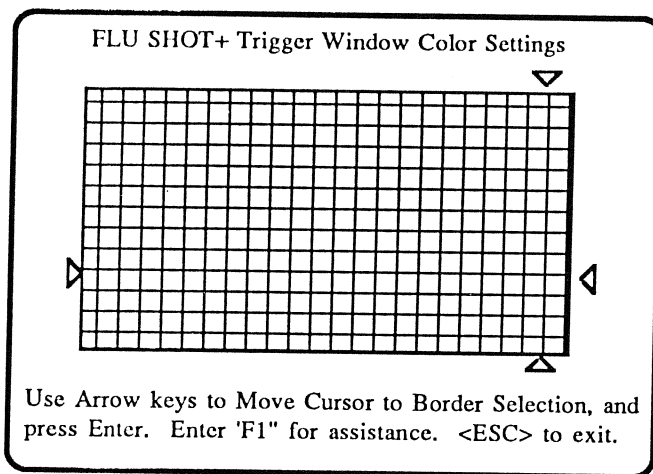 FLU SHOT+ Trigger Window Color Settings
Use Arrow keys to Move Cursor to Border Selection, and
press Enter. Enter 'F1" for assistance. <ESC> to exit.